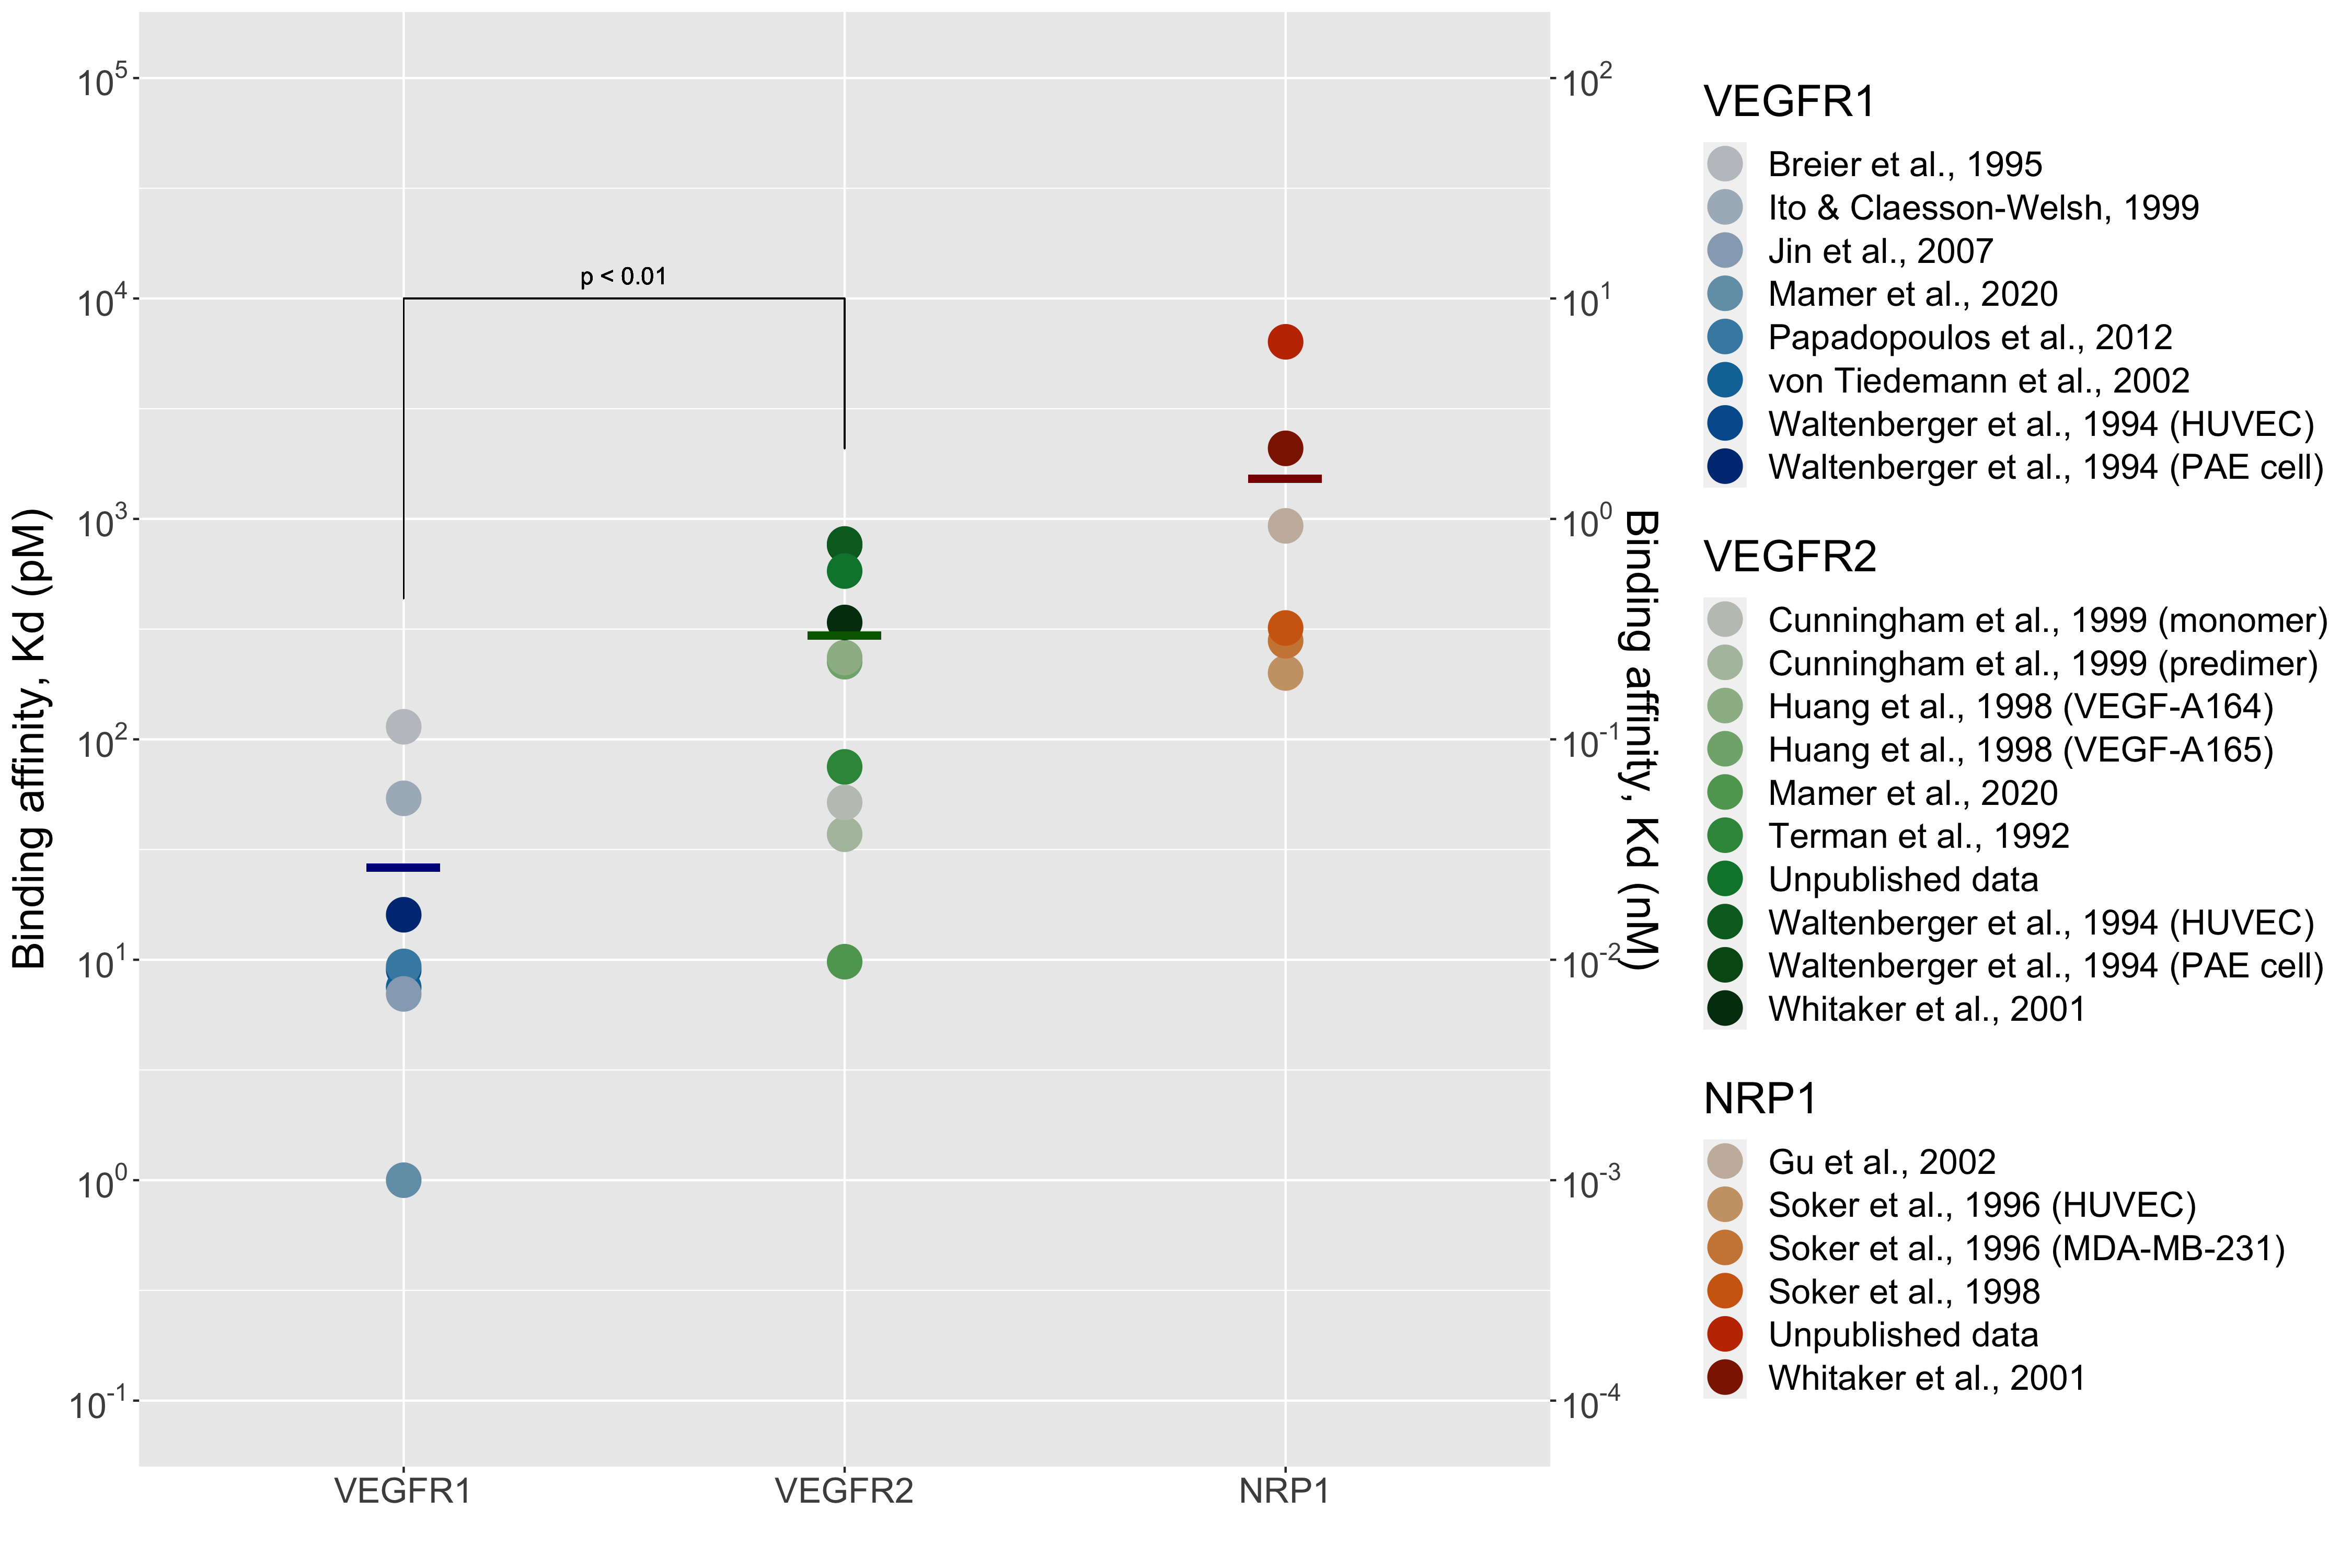 Binding affinity, Kd (pM)
10^5
10^4
10^3
10^2
10^1
10^0
10^-1
p < 0.01
VEGFR1
VEGFR2
NRP1
10^2
10^1
10^0
10^-1
10^-2
10^-3
10^-4
Binding affinity, Kd (nM)
VEGFR1
Breier et al., 1995
Ito & Claesson-Welsh, 1999
Jin et al., 2007
Mamer et al., 2020
Papadopoulos et al., 2012
von Tiedemann et al., 2002
Waltenberger et al., 1994 (HUVEC)
Waltenberger et al., 1994 (PAE cell)
VEGFR2
Cunningham et al., 1999 (monomer)
Cunningham et al., 1999 (predimer)
Huang et al., 1998 (VEGF-A164)
Huang et al., 1998 (VEGF-A165)
Mamer et al., 2020
Terman et al., 1992
Unpublished data
Waltenberger et al., 1994 (HUVEC)
Waltenberger et al., 1994 (PAE cell)
Whitaker et al., 2001
NRP1
Gu et al., 2002
Soker et al., 1996 (HUVEC)
Soker et al., 1996 (MDA-MB-231)
Soker et al., 1998
Unpublished data
Whitaker et al., 2001